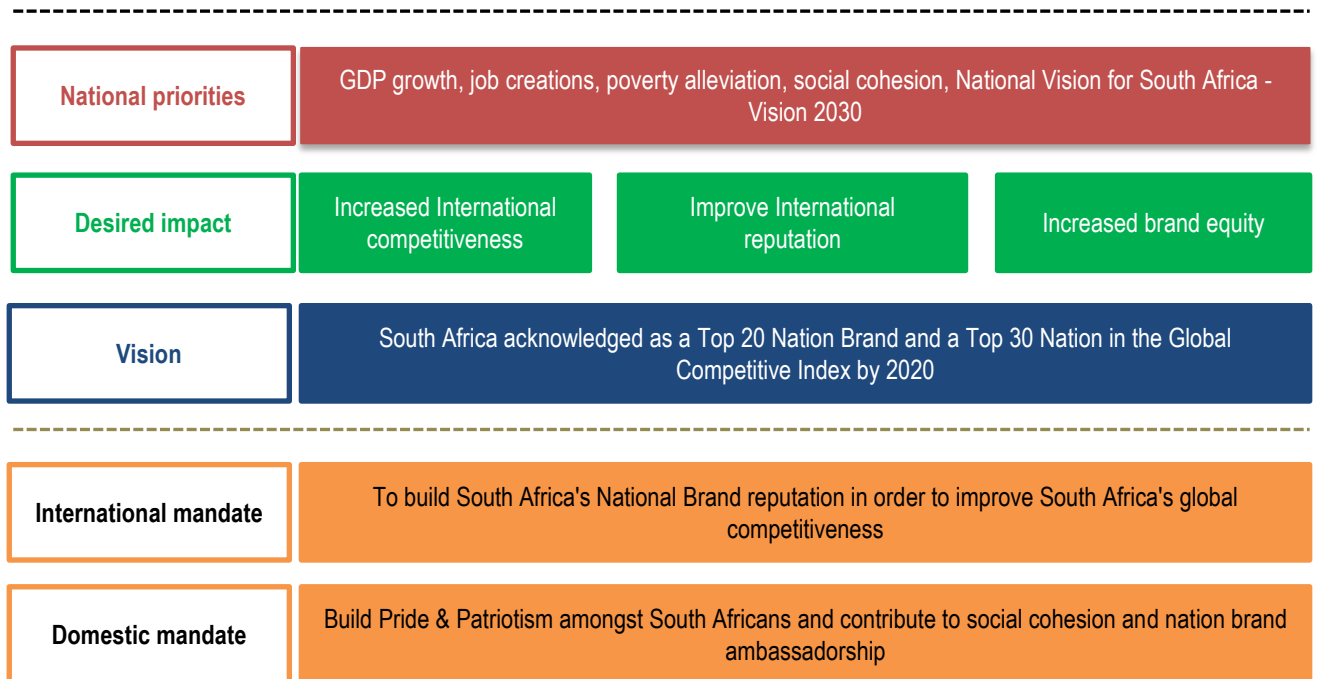 National priorities
GDP growth, job creations, poverty alleviation, social cohesion, National Vision for South Africa -
Vision 2030
Desired impact
Increased International
competitiveness
Improve International
reputation
Increased brand equity
Vision
South Africa acknowledged as a Top 20 Nation Brand and a Top 30 Nation in the Global
Competitive Index by 2020
International mandate
To build South Africa's National Brand reputation in order to improve South Africa's global
competitiveness
Domestic mandate
Build Pride & Patriotism amongst South Africans and contribute to social cohesion and nation brand
ambassadorship